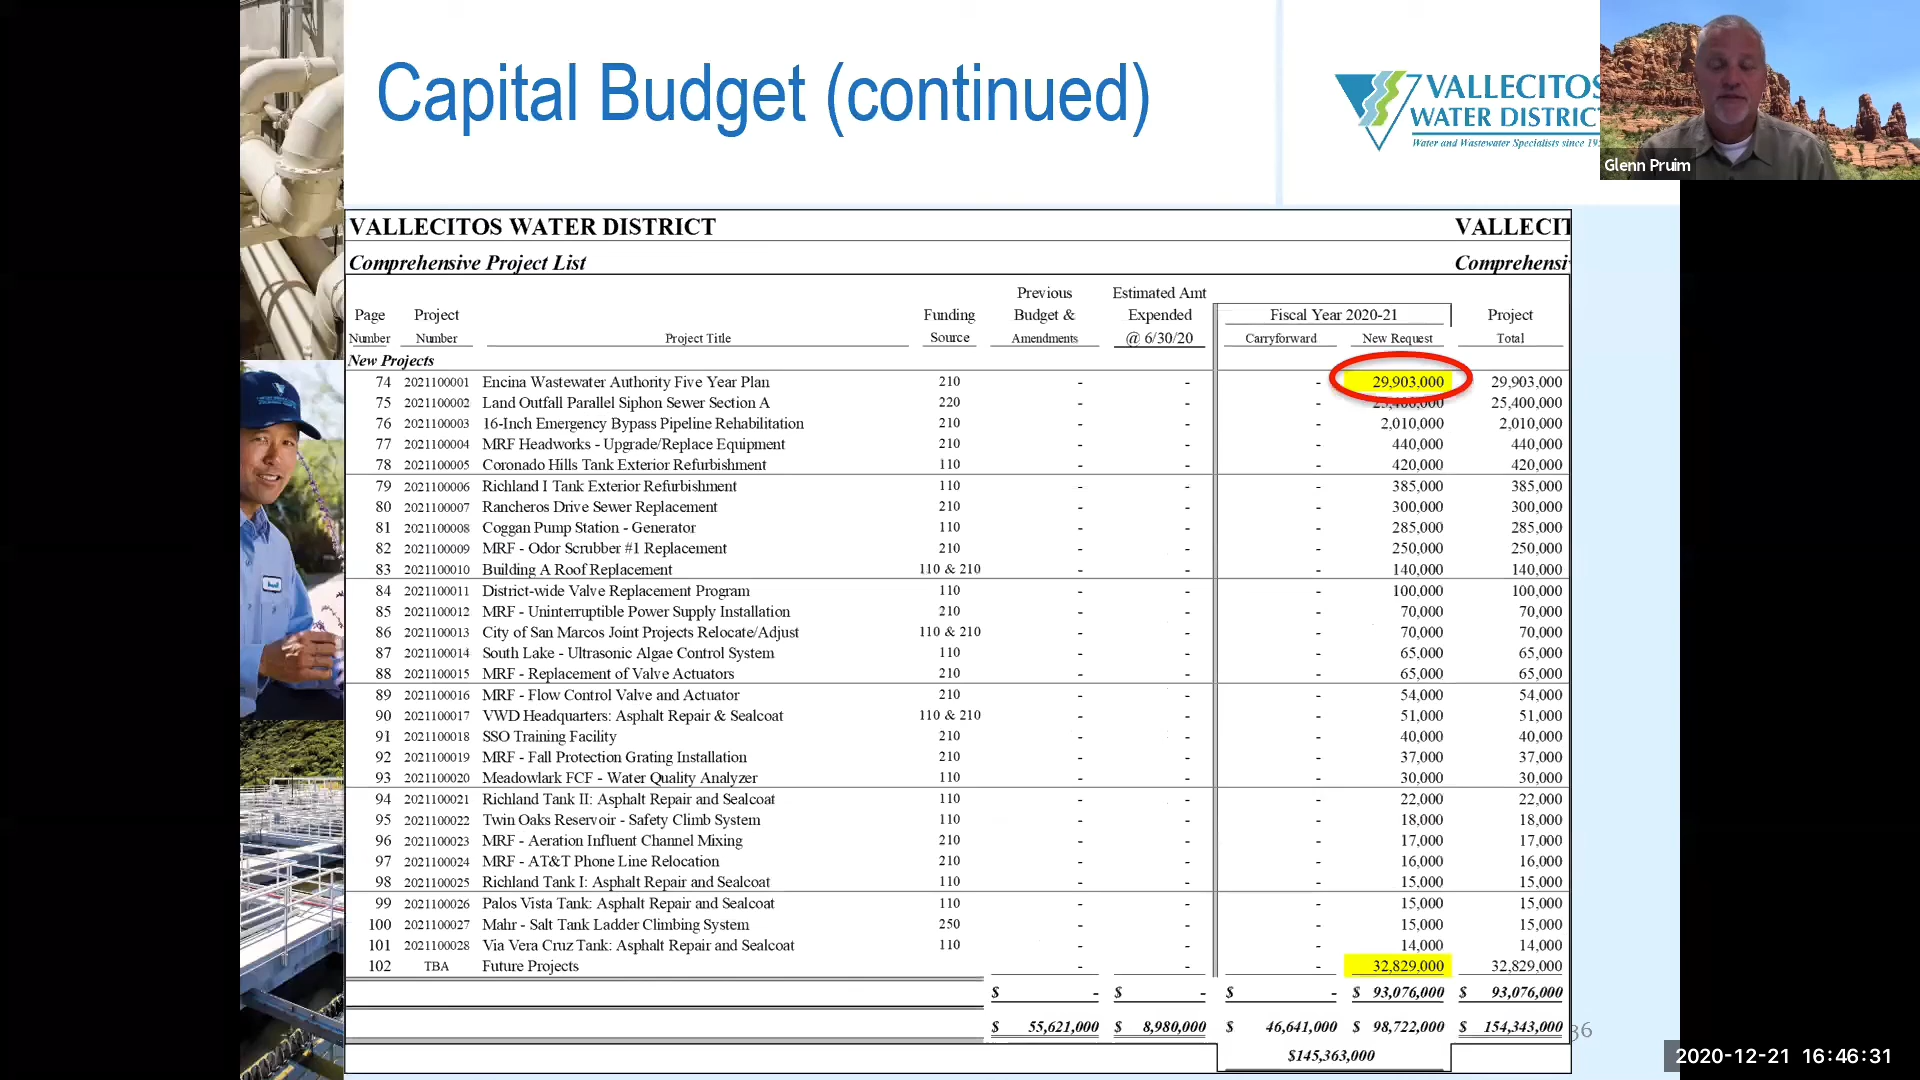 Capital Budget (continued)
VALLECITOS
WATER DISTRIC
Water and Wastewater Specialists since 19
Glenn Pruim
VALLECITOS WATER DISTRICT VALLECIT
Comprehensive Project List Comprehensi
Previous Estimated Amt
Page Project Funding Budget & Expended Fiscal Year 2020-21 Project
Number Number Project Title Source Amendments @ 6/30/20 Carryforward New Request Total
New Projects
74 2021100001 Encina Wastewater Authority Five Year Plan 210 - - - 29,903,000 29,903,000
75 2021100002 Land Outfall Parallel Siphon Sewer Section A 220 - - - 25,400,000 25,400,000
76 2021100003 16-Inch Emergency Bypass Pipeline Rehabilitation 210 - - - 2,010,000 2,010,000
77 2021100004 MRF Headworks - Upgrade/Replace Equipment 210 - - - 440,000 440,000
78 2021100005 Coronado Hills Tank Exterior Refurbishment 110 - - - 420,000 420,000
79 2021100006 Richland I Tank Exterior Refurbishment 110 - - - 385,000 385,000
80 2021100007 Rancheros Drive Sewer Replacement 210 - - - 300,000 300,000
81 2021100008 Coggan Pump Station - Generator 110 - - - 285,000 285,000
82 2021100009 MRF - Odor Scrubber #1 Replacement 210 - - - 250,000 250,000
83 2021100010 Building A Roof Replacement 110 & 210 - - - 140,000 140,000
84 2021100011 District-wide Valve Replacement Program 110 - - - 100,000 100,000
85 2021100012 MRF - Uninterruptible Power Supply Installation 210 - - - 70,000 70,000
86 2021100013 City of San Marcos Joint Projects Relocate/Adjust 110 & 210 - - - 70,000 70,000
87 2021100014 South Lake - Ultrasonic Algae Control System 110 - - - 65,000 65,000
88 2021100015 MRF - Replacement of Valve Actuators 210 - - - 65,000 65,000
89 2021100016 MRF - Flow Control Valve and Actuator 210 - - - 54,000 54,000
90 2021100017 VWD Headquarters: Asphalt Repair & Sealcoat 110 & 210 - - - 51,000 51,000
91 2021100018 SSO Training Facility 210 - - - 40,000 40,000
92 2021100019 MRF - Fall Protection Grating Installation 210 - - - 37,000 37,000
93 2021100020 Meadowlark FCF - Water Quality Analyzer 110 - - - 30,000 30,000
94 2021100021 Richland Tank II: Asphalt Repair and Sealcoat 110 - - - 22,000 22,000
95 2021100022 Twin Oaks Reservoir - Safety Climb System 110 - - - 18,000 18,000
96 2021100023 MRF - Aeration Influent Channel Mixing 210 - - - 17,000 17,000
97 2021100024 MRF - AT&T Phone Line Relocation 210 - - - 16,000 16,000
98 2021100025 Richland Tank I: Asphalt Repair and Sealcoat 110 - - - 15,000 15,000
99 2021100026 Palos Vista Tank: Asphalt Repair and Sealcoat 110 - - - 15,000 15,000
100 2021100027 Mahr - Salt Tank Ladder Climbing System 250 - - - 15,000 15,000
101 2021100028 Via Vera Cruz Tank: Asphalt Repair and Sealcoat 110 - - - 14,000 14,000
102 TBA Future Projects - - - 32,829,000 32,829,000
$ - $ - $ - $ 93,076,000 $ 93,076,000
$ 55,621,000 $ 8,980,000 $ 46,641,000 $ 98,722,000 $ 154,343,000
$145,363,000
36
2020-12-21 16:46:31